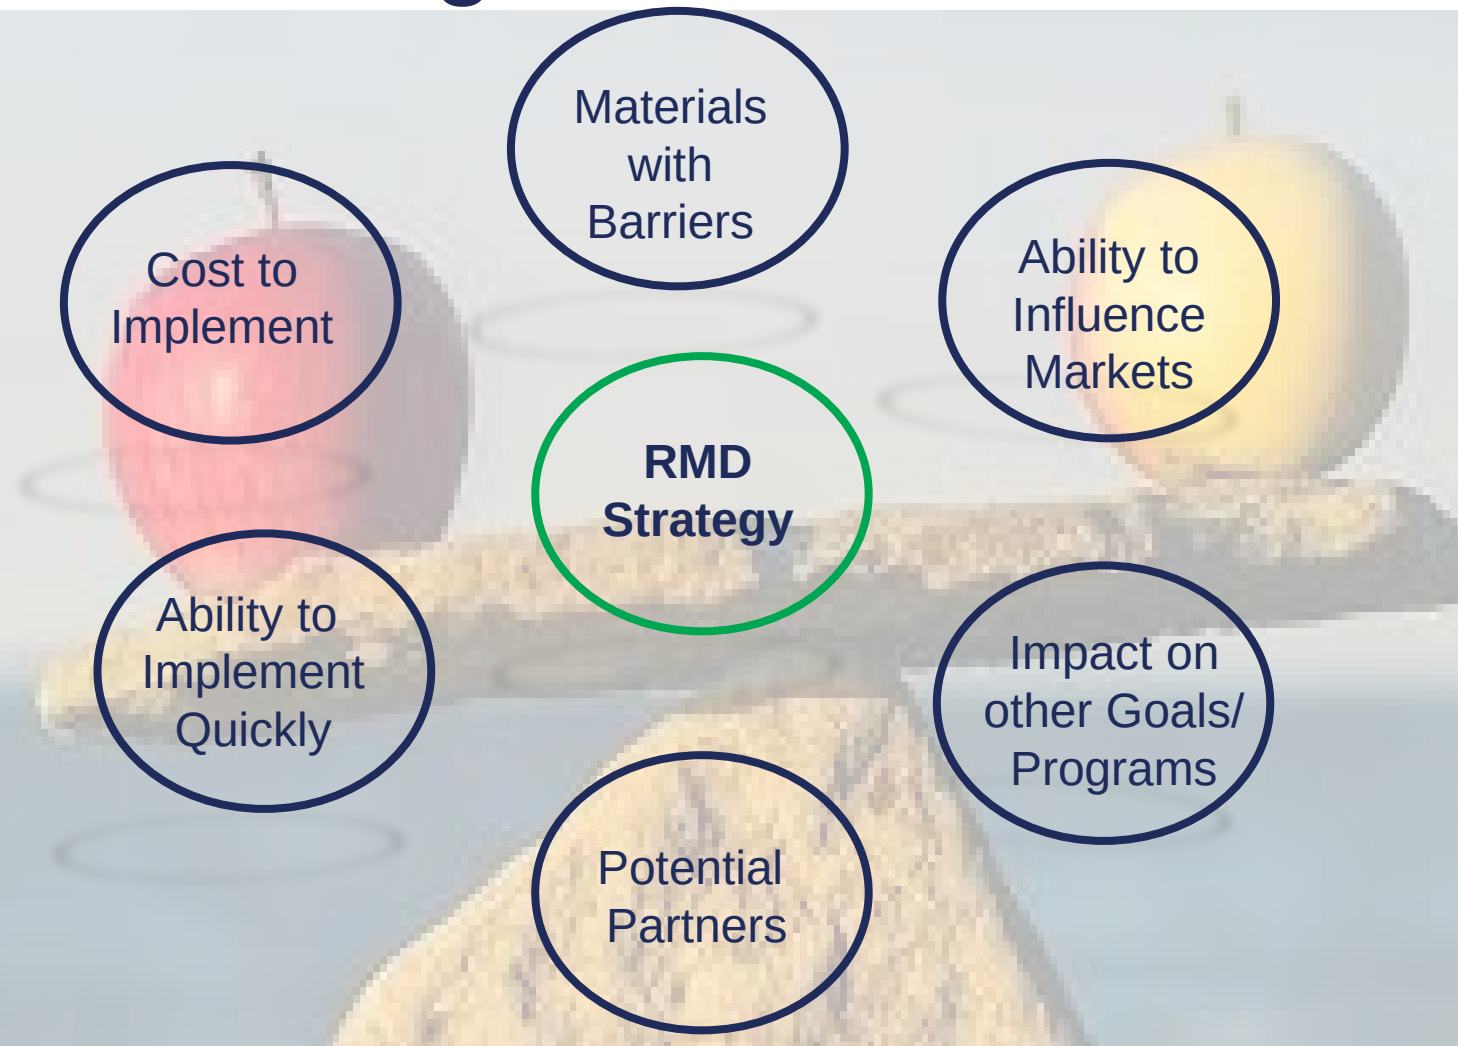 Materials
with
Barriers
Cost to
Implement
Ability to
Influence
Markets
RMD
Strategy
Ability to
Implement
Quickly
Impact on
other Goals/
Programs
Potential
Partners